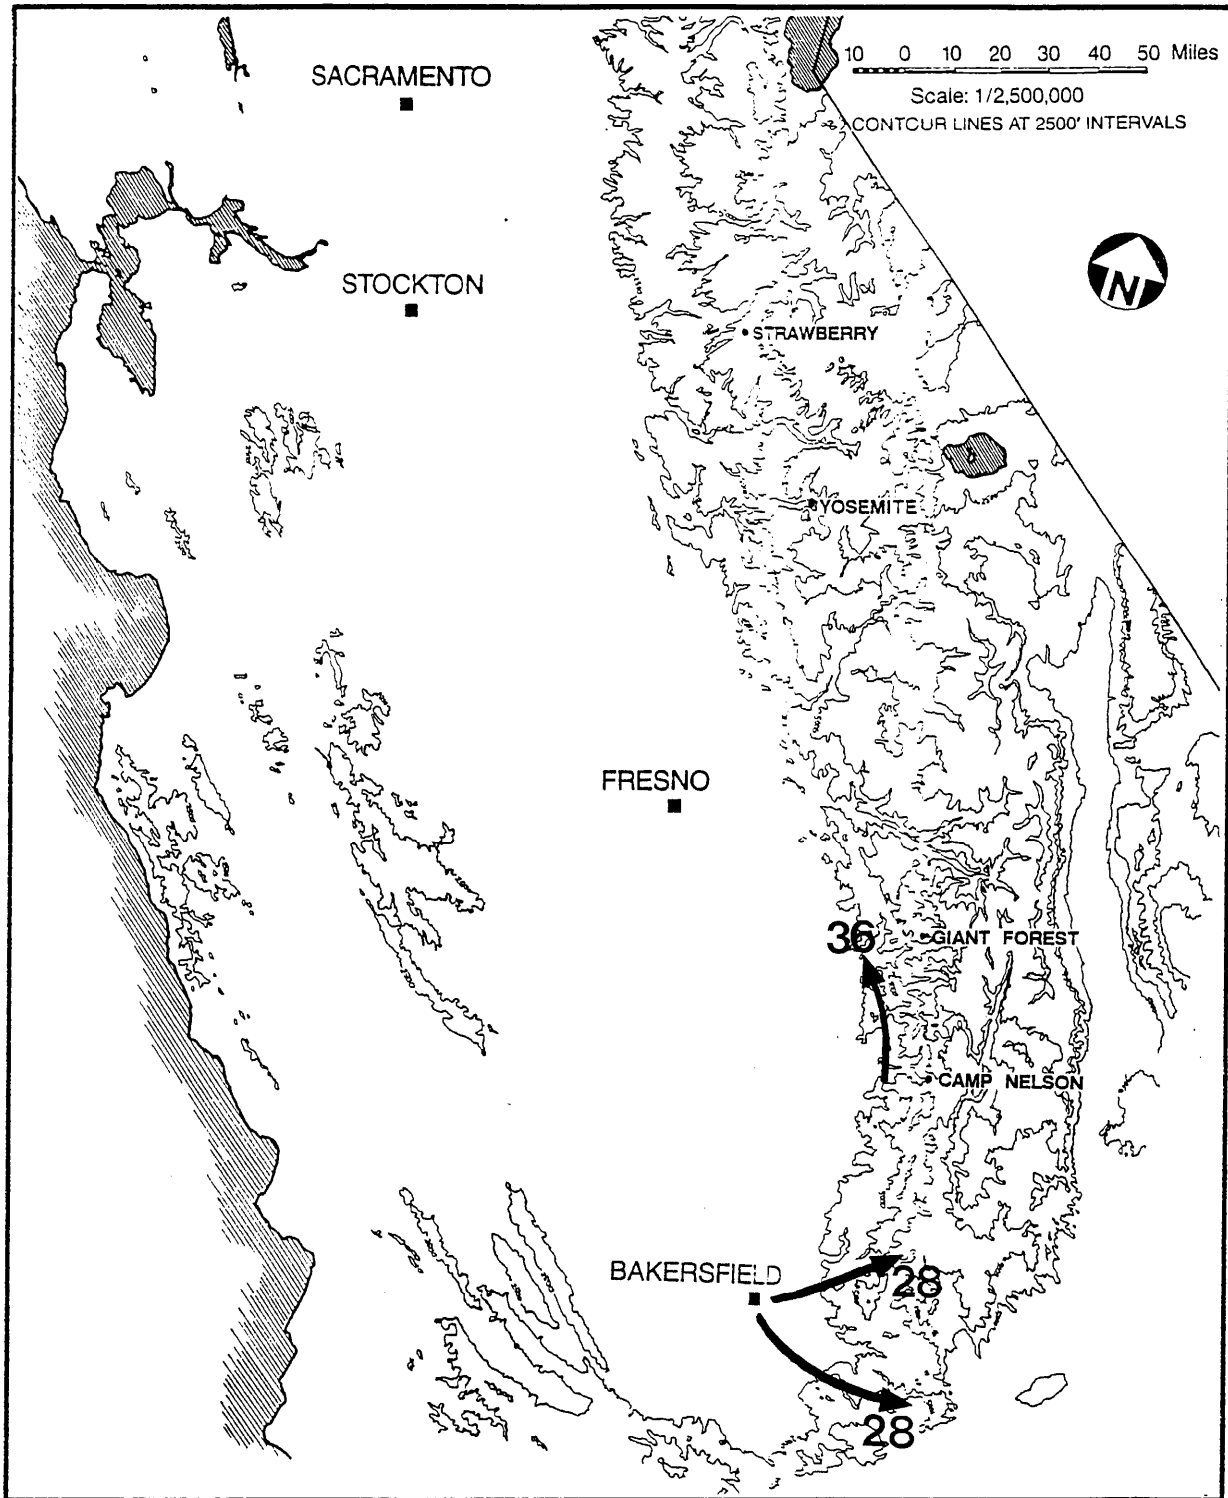 10 0 10 20 30 40 50 Miles
Scale: 1/2,500,000
CONTOUR LINES AT 2500' INTERVALS
SACRAMENTO
N
STOCKTON
STRAWBERRY
YOSEMITE
FRESNO
36
GIANT FOREST
CAMP NELSON
BAKERSFIELD
28
28